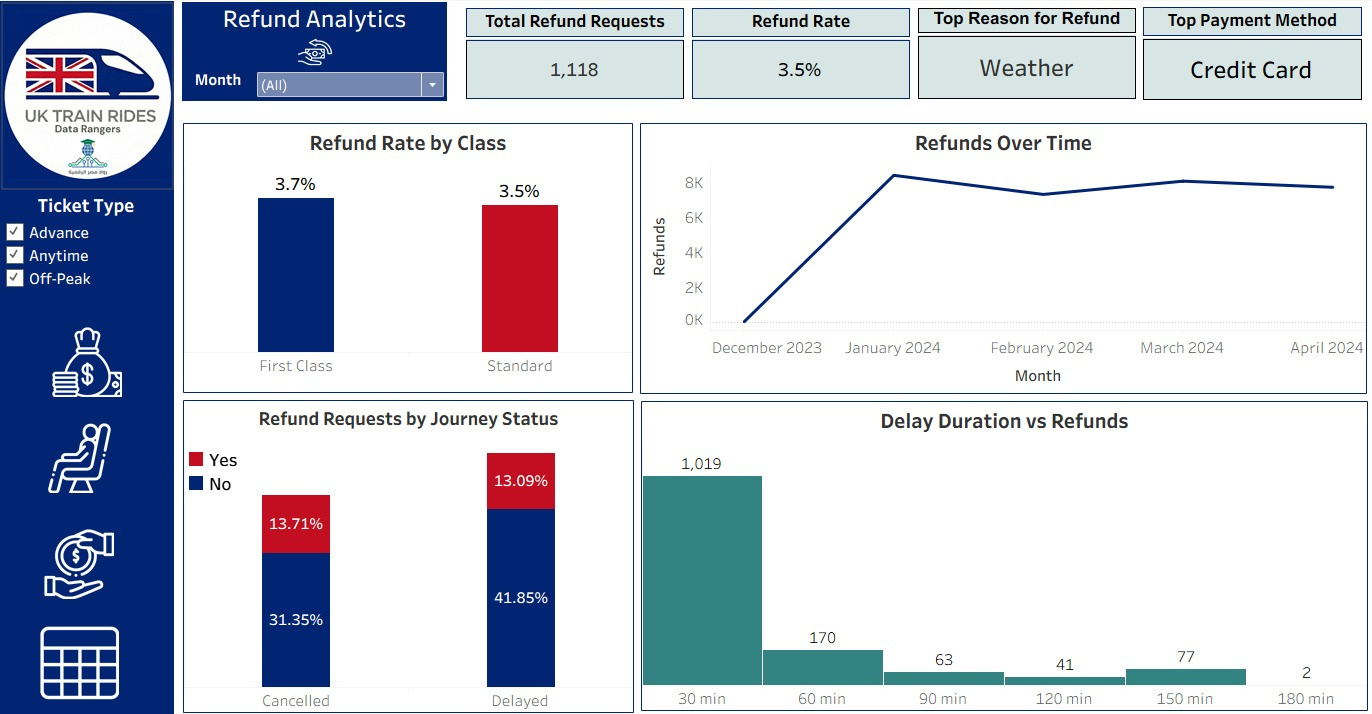 UK TRAIN RIDES
Data Rangers
Refund Analytics
Month
(All)
Total Refund Requests
1,118
Refund Rate
3.5%
Top Reason for Refund
Weather
Top Payment Method
Credit Card
Ticket Type
Advance
Anytime
Off-Peak
$
$
Refund Rate by Class
3.7%
3.5%
First Class
Standard
Refunds Over Time
8K
6K
4K
2K
0K
Refunds
December 2023
January 2024
February 2024
March 2024
April 2024
Month
Refund Requests by Journey Status
Yes
No
13.71%
31.35%
13.09%
41.85%
Cancelled
Delayed
Delay Duration vs Refunds
1,019
170
63
41
77
2
30 min
60 min
90 min
120 min
150 min
180 min